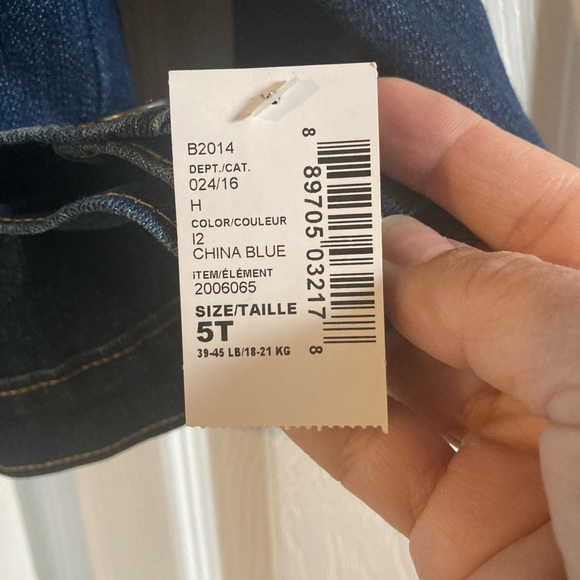 B2014
DEPT./CAT.
024/16
H
COLOR/COULEUR
I2
CHINA BLUE
ITEM/ÉLÉMENT
2006065
SIZE/TAILLE
5T
39-45 LB/18-21 KG
8 89705 03217 8